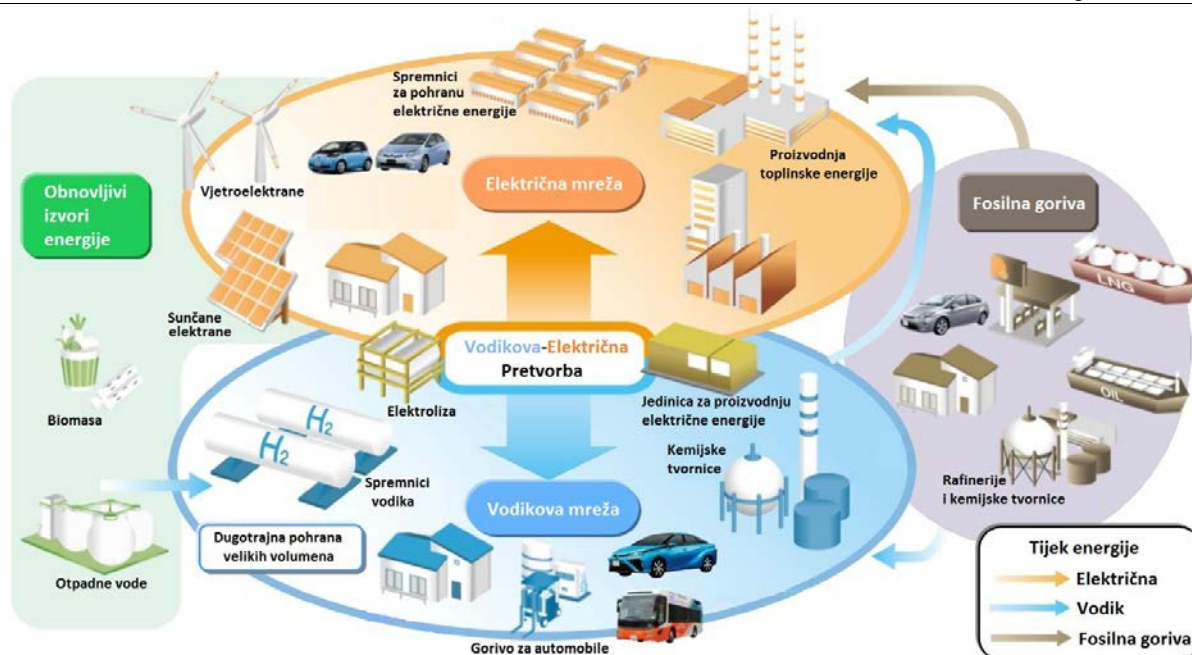 Spremnici
za pohranu
električne energije
Proizvodnja
toplinske energije
Vjetroelektrane
Električna mreža
Obnovljivi
izvori
energije
Fosilna goriva
LNG
Sunčane
elektrane
Vodikova-Električna
Pretvorba
Elektroliza
Jedinica za proizvodnju
električne energije
OIL
Biomasa
H2
H2
Spremnici
vodika
Kemijske
tvornice
Rafinerije
i kemijske tvornice
Vodikova mreža
Dugotrajna pohrana
velikih volumena
Otpadne vode
Gorivo za automobile
Tijek energije
Električna
Vodik
Fosilna goriva